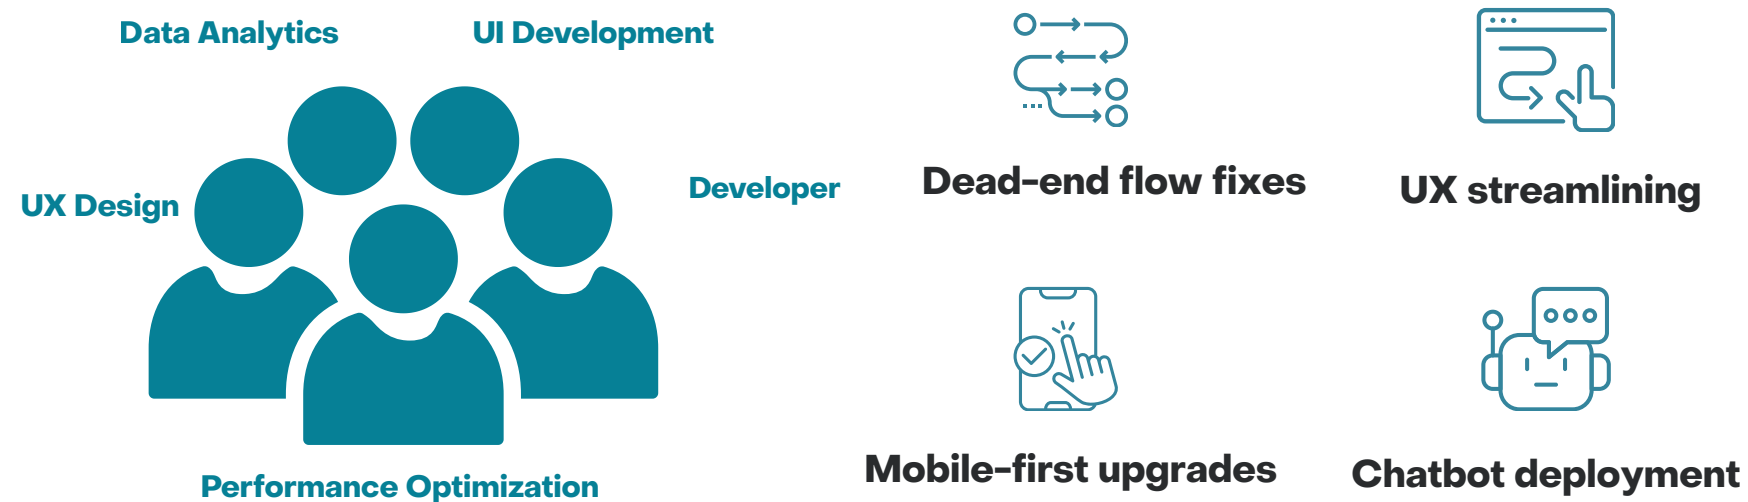 Data Analytics
UI Development
UX Design
Developer
Performance Optimization
Dead-end flow fixes
UX streamlining
Mobile-first upgrades
Chatbot deployment